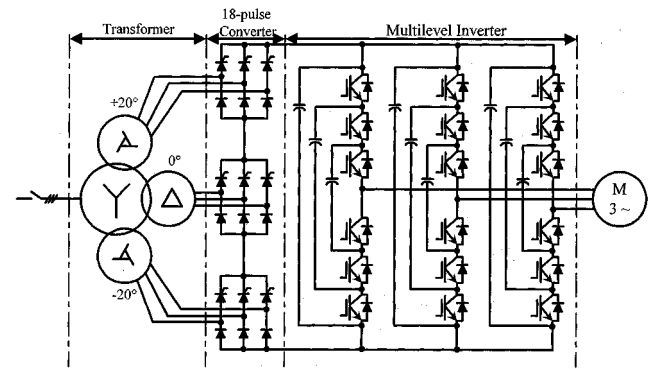 18-pulse
Transformer
Converter
Multilevel Inverter
+20°
0°
M
3 ~
-20°